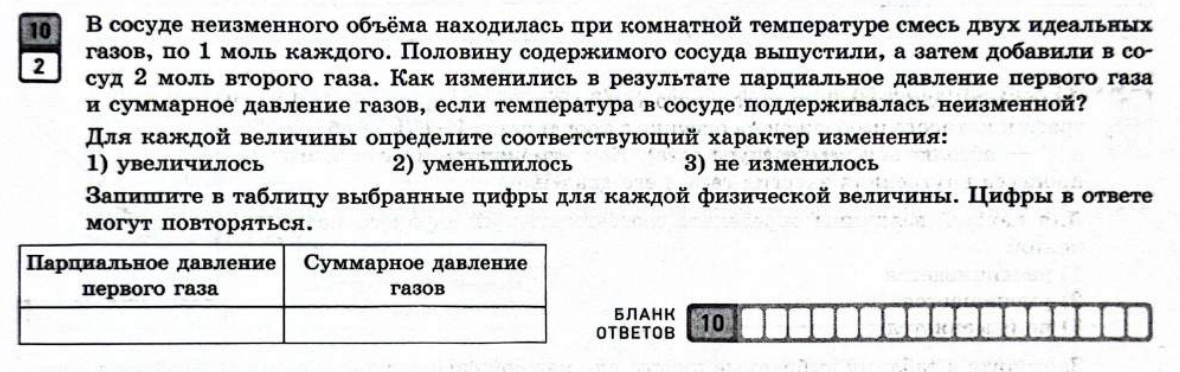 10
2
В сосуде неизменного объёма находилась при комнатной температуре смесь двух идеальных
газов, по 1 моль каждого. Половину содержимого сосуда выпустили, а затем добавили в со-
суд 2 моль второго газа. Как изменились в результате парциальное давление первого газа
и суммарное давление газов, если температура в сосуде поддерживалась неизменной?
Для каждой величины определите соответствующий характер изменения:
1) увеличилось 2) уменьшилось 3) не изменилось
Запишите в таблицу выбранные цифры для каждой физической величины. Цифры в ответе
могут повторяться.
Парциальное давление Суммарное давление
первого газа газов
БЛАНК
ОТВЕТОВ 10